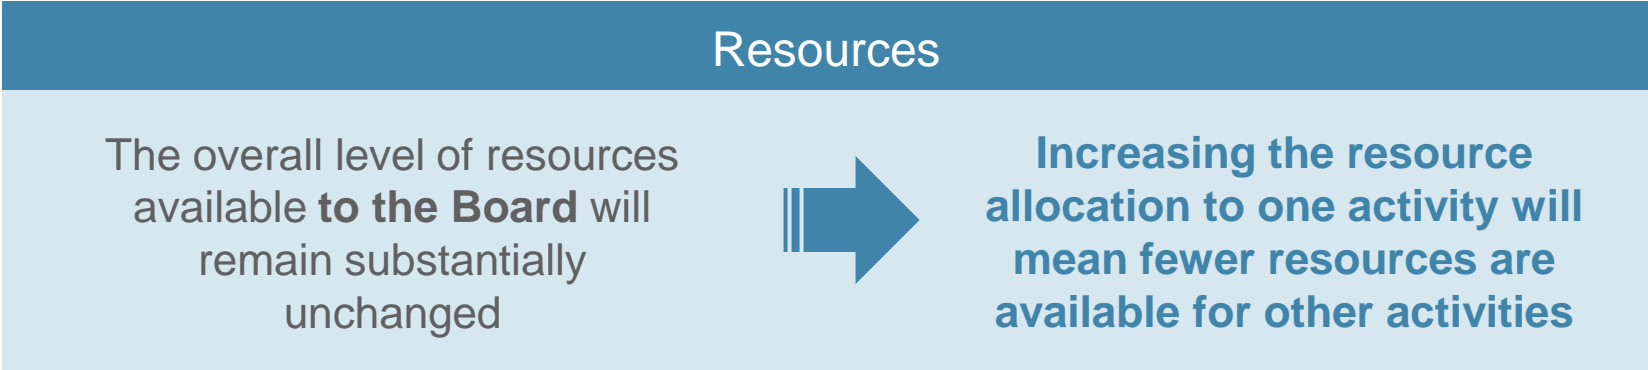 Resources
The overall level of resources
available to the Board will
remain substantially
unchanged
Increasing the resource
allocation to one activity will
mean fewer resources are
available for other activities